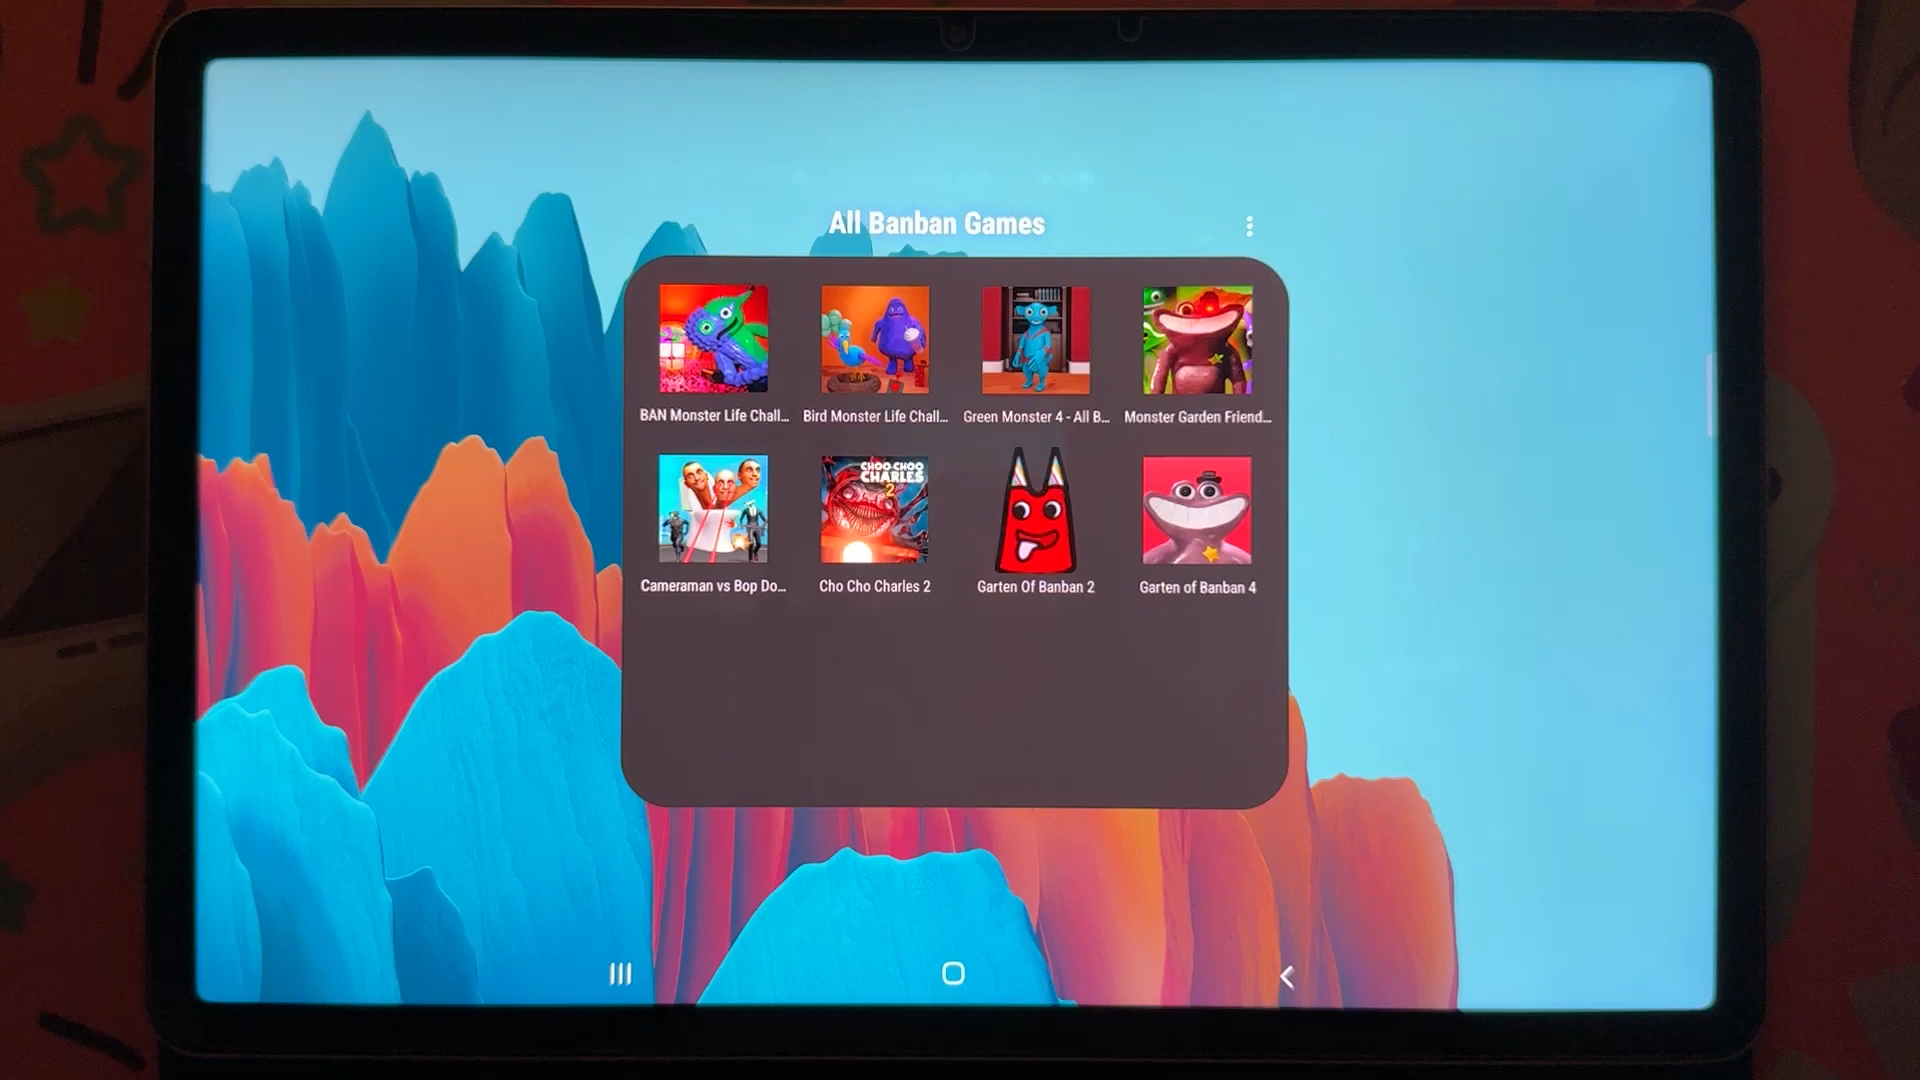 All Banban Games
BAN Monster Life Chall...
Bird Monster Life Chall...
Green Monster 4 - All B...
Monster Garden Friend...
CHOO CHOO
CHARLES
2
Cameraman vs Bop Do...
Cho Cho Charles 2
Garten Of Banban 2
Garten of Banban 4